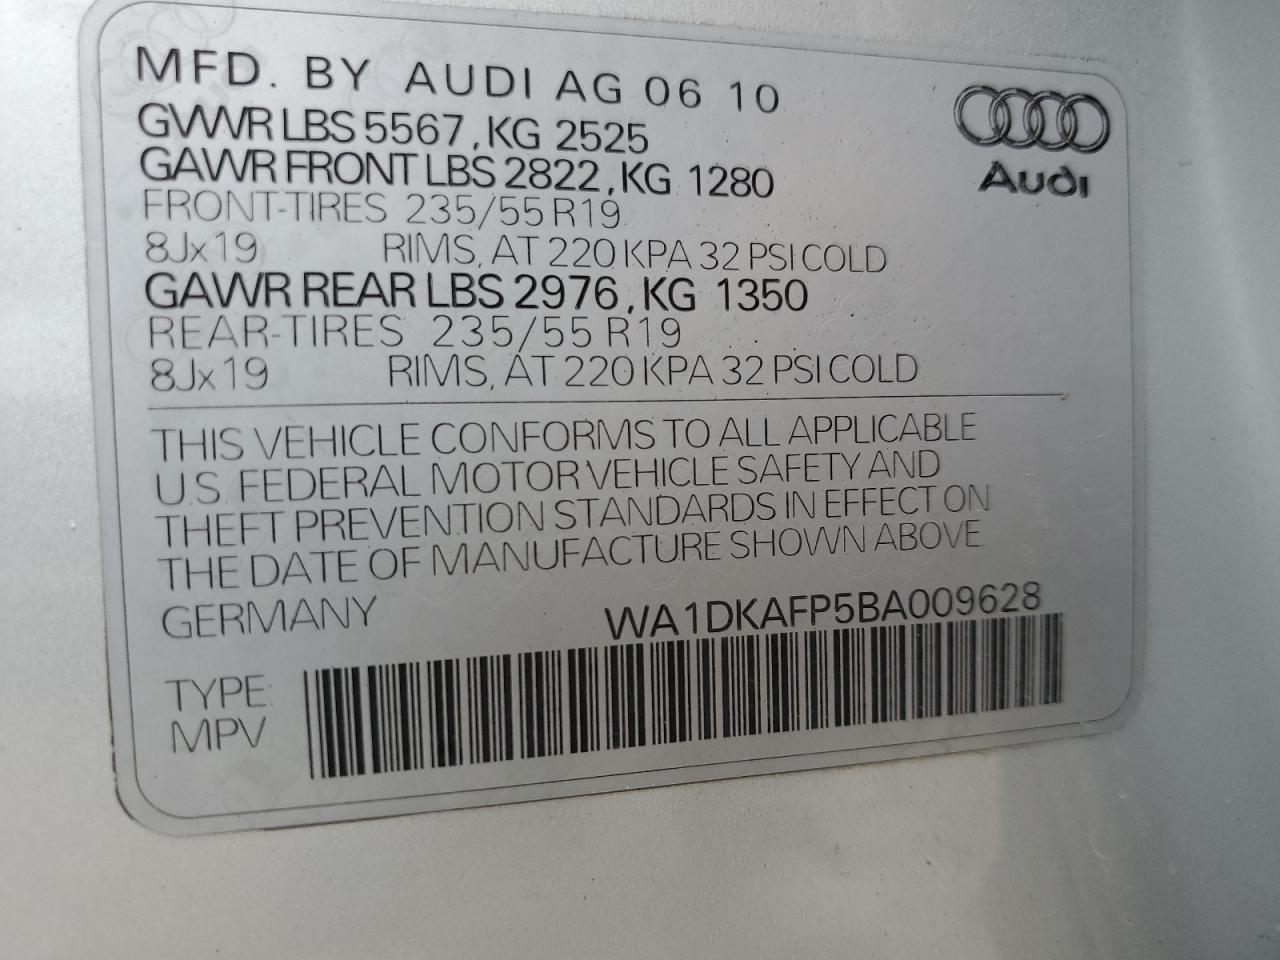 MFD. BY AUDI AG 06 10
GVWR LBS 5567, KG 2525
GAWR FRONT LBS 2822, KG 1280
FRONT-TIRES 235/55 R19
8Jx19 RIMS, AT 220 KPA 32 PSI COLD
GAWR REAR LBS 2976, KG 1350
REAR-TIRES 235/55 R19
8Jx19 RIMS, AT 220 KPA 32 PSI COLD
Audi
THIS VEHICLE CONFORMS TO ALL APPLICABLE
U.S. FEDERAL MOTOR VEHICLE SAFETY AND
THEFT PREVENTION STANDARDS IN EFFECT ON
THE DATE OF MANUFACTURE SHOWN ABOVE
GERMANY WA1DKAFP5BA009628
TYPE:
MPV